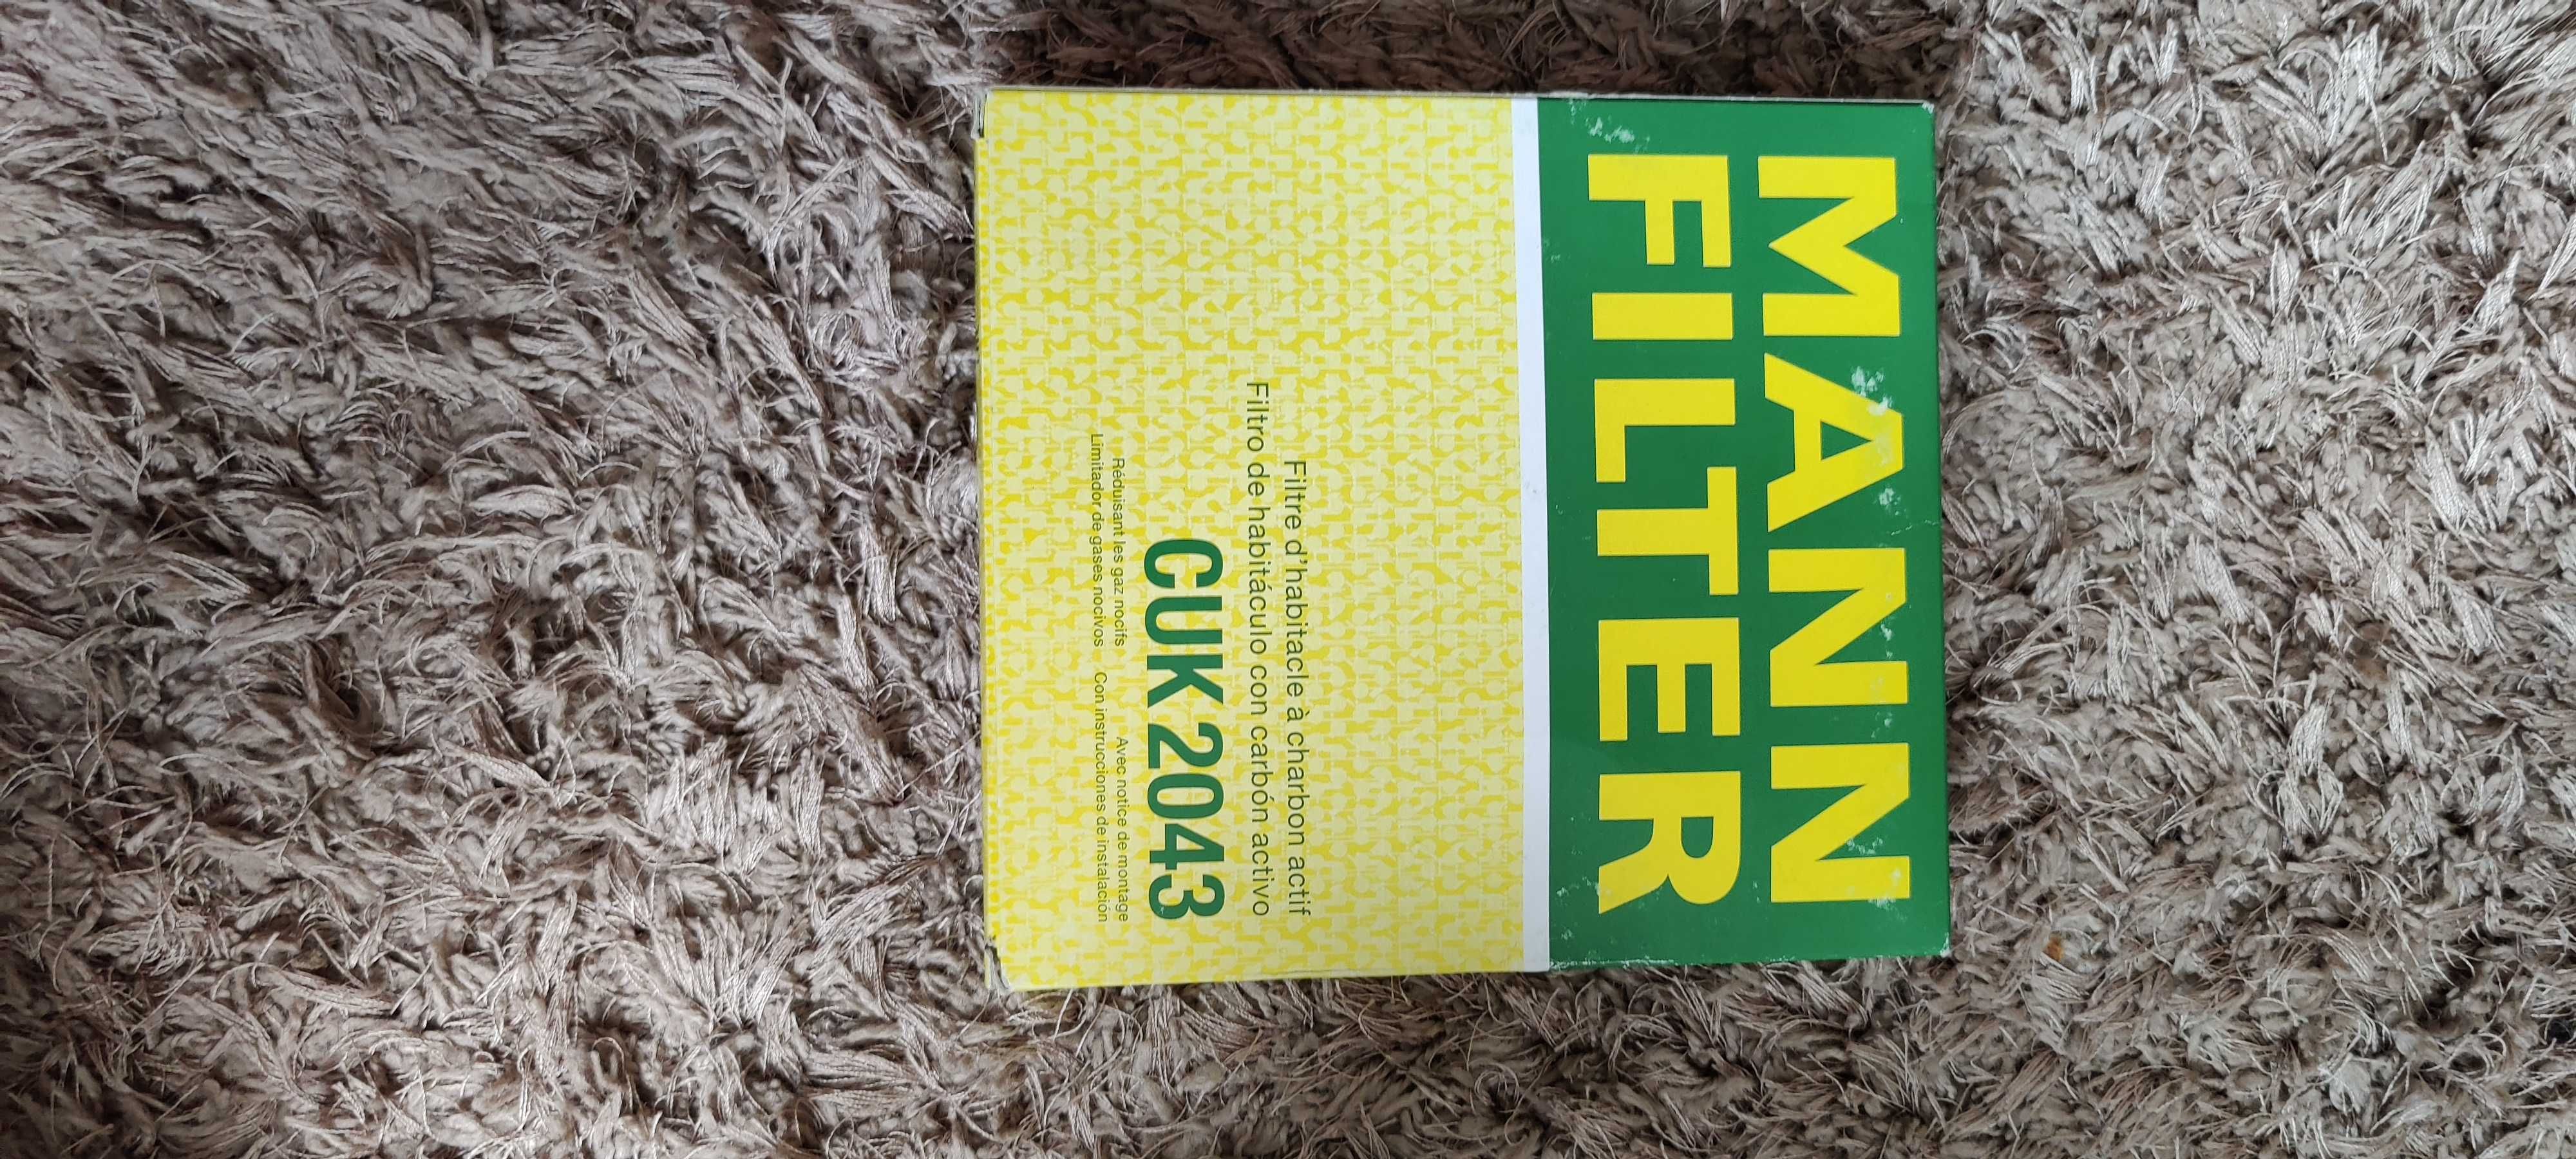 MANN
FILTER
Filtre d'habitacle à charbon actif
Filtro de habitáculo con carbón activo
CUK 2043
Réduisant les gaz nocifs Avec notice de montage
Limitador de gases nocivos Con instrucciones de instalación